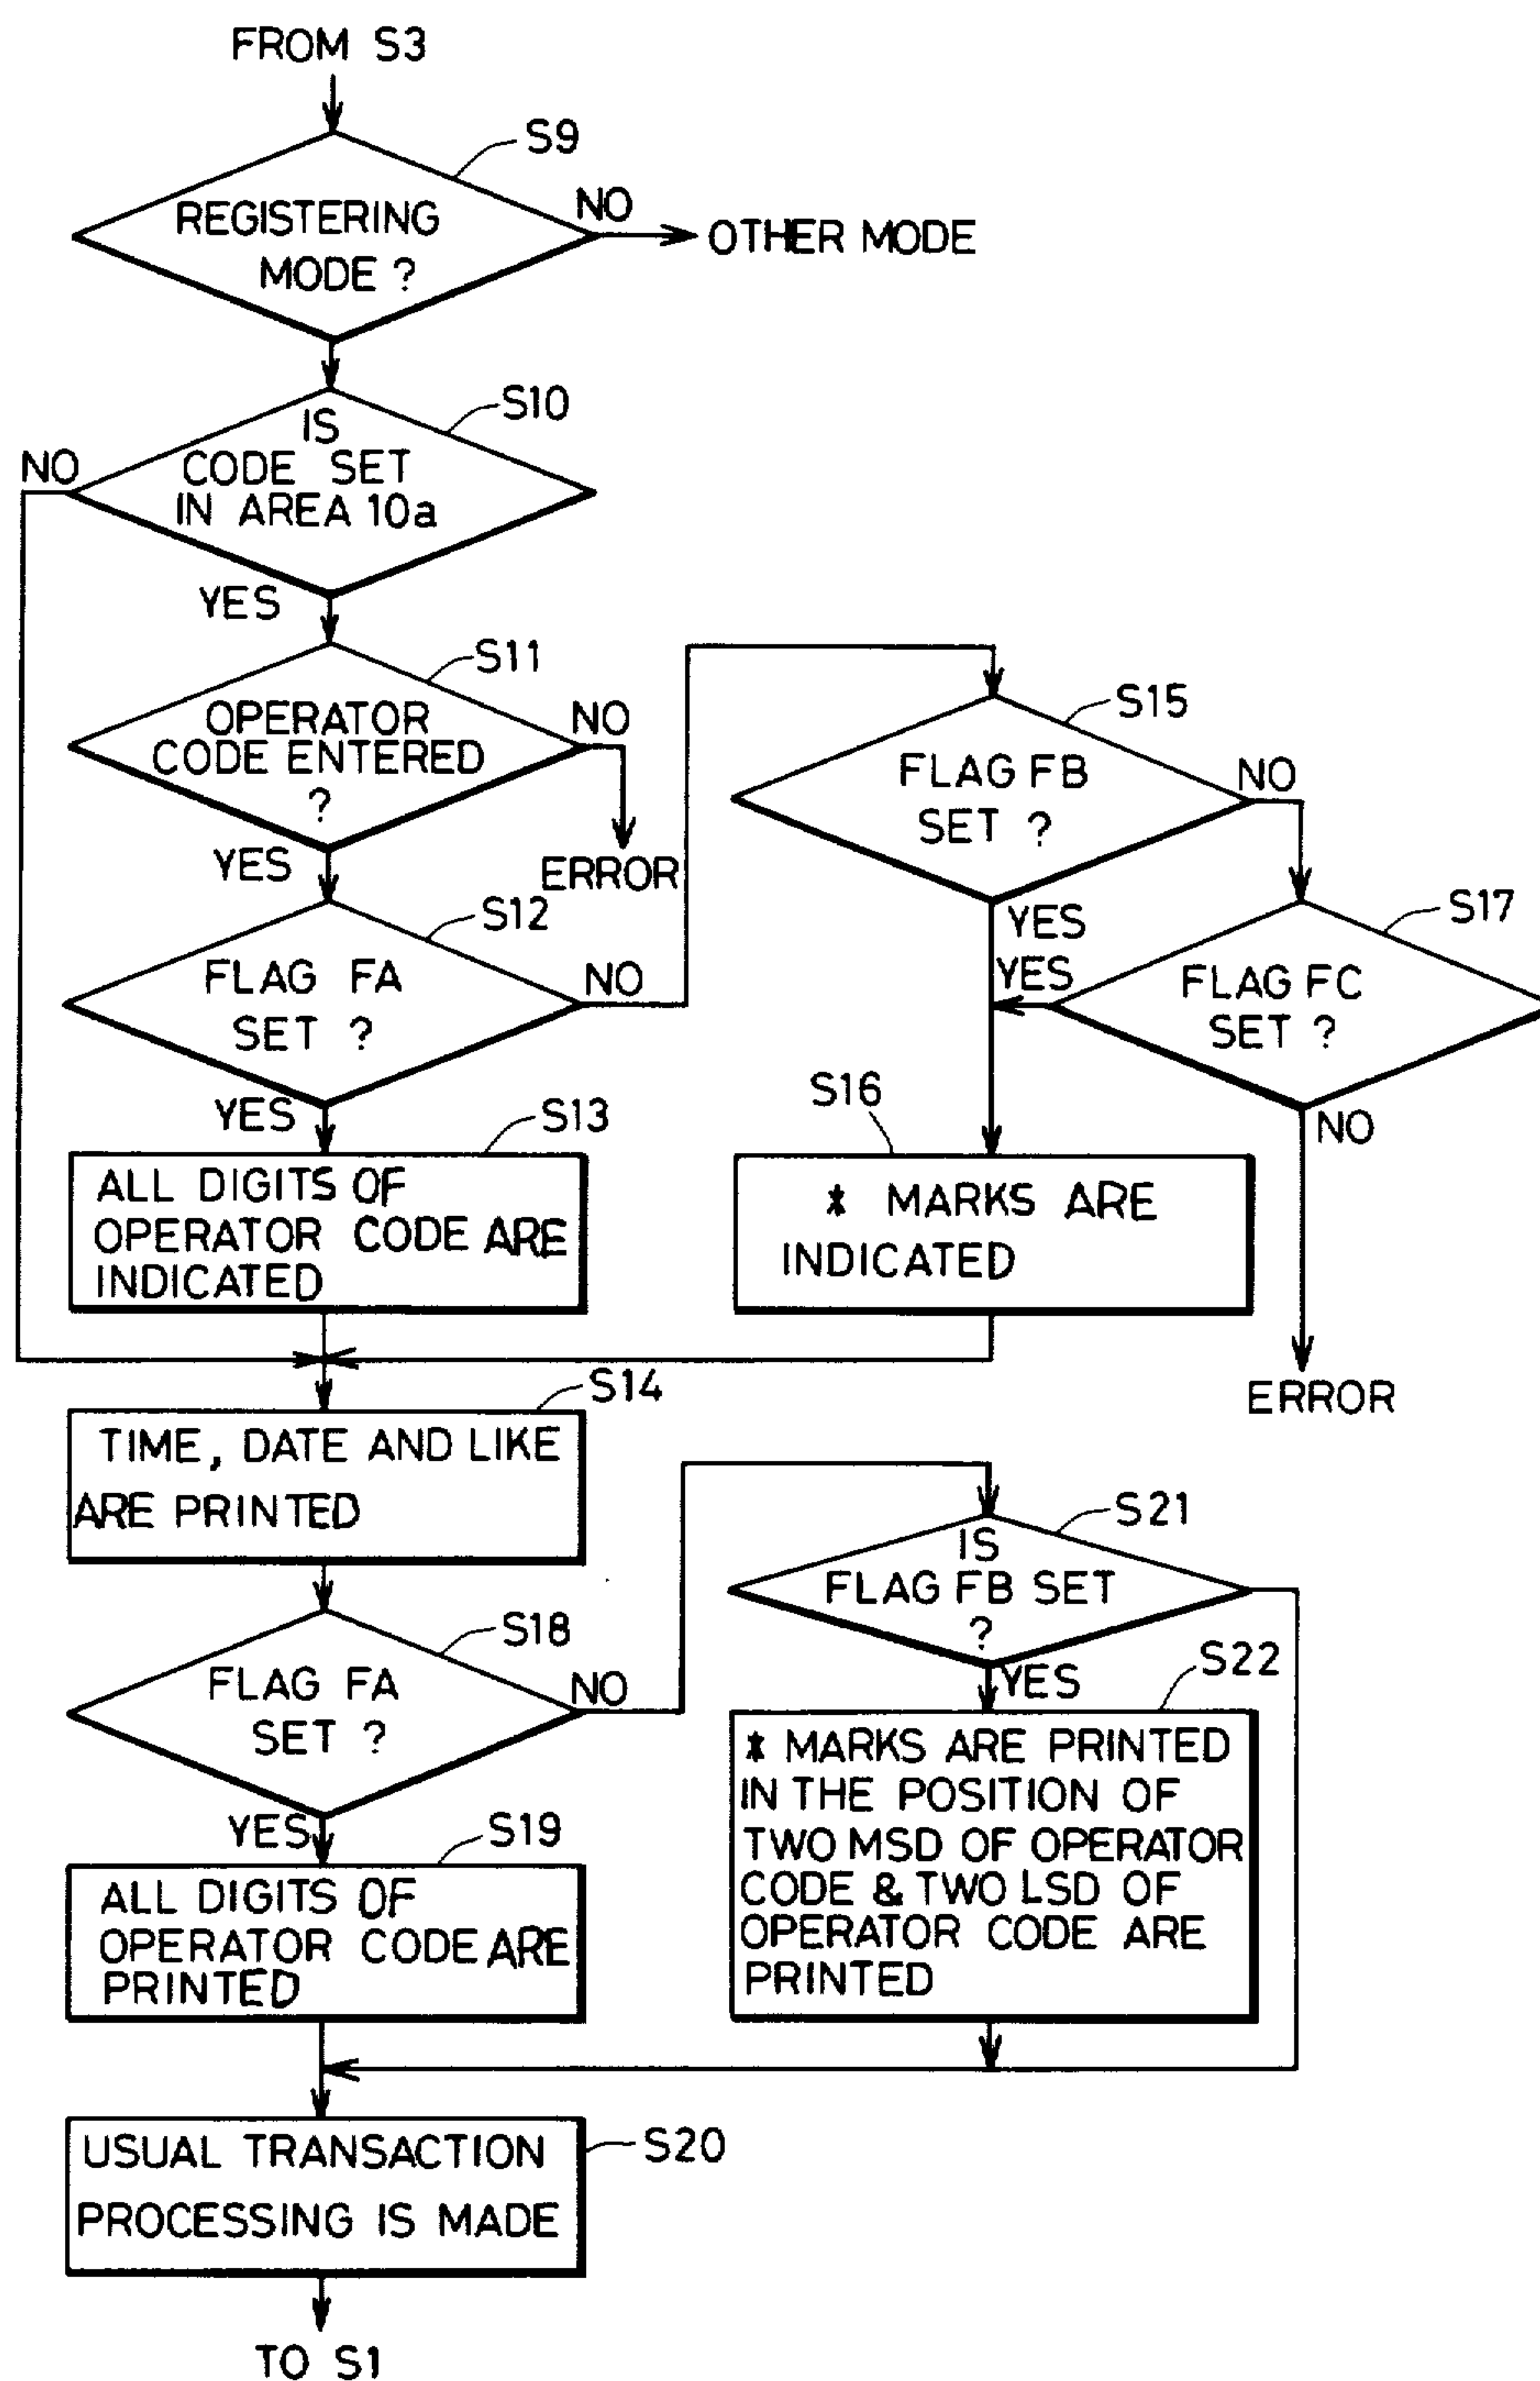 FROM S3
S9
REGISTERING
MODE ?
NO
OTHER MODE
S10
IS
CODE SET
IN AREA 10a
NO
YES
S11
OPERATOR
CODE ENTERED
?
NO
ERROR
YES
S12
FLAG FA
SET ?
NO
YES
S13
ALL DIGITS OF
OPERATOR CODE ARE
INDICATED
S15
FLAG FB
SET ?
NO
YES
S17
FLAG FC
SET ?
YES
NO
ERROR
S16
* MARKS ARE
INDICATED
S14
TIME, DATE AND LIKE
ARE PRINTED
S18
FLAG FA
SET ?
NO
YES
S19
ALL DIGITS OF
OPERATOR CODE ARE
PRINTED
S21
IS
FLAG FB SET
?
YES
S22
* MARKS ARE PRINTED
IN THE POSITION OF
TWO MSD OF OPERATOR
CODE & TWO LSD OF
OPERATOR CODE ARE
PRINTED
S20
USUAL TRANSACTION
PROCESSING IS MADE
TO S1